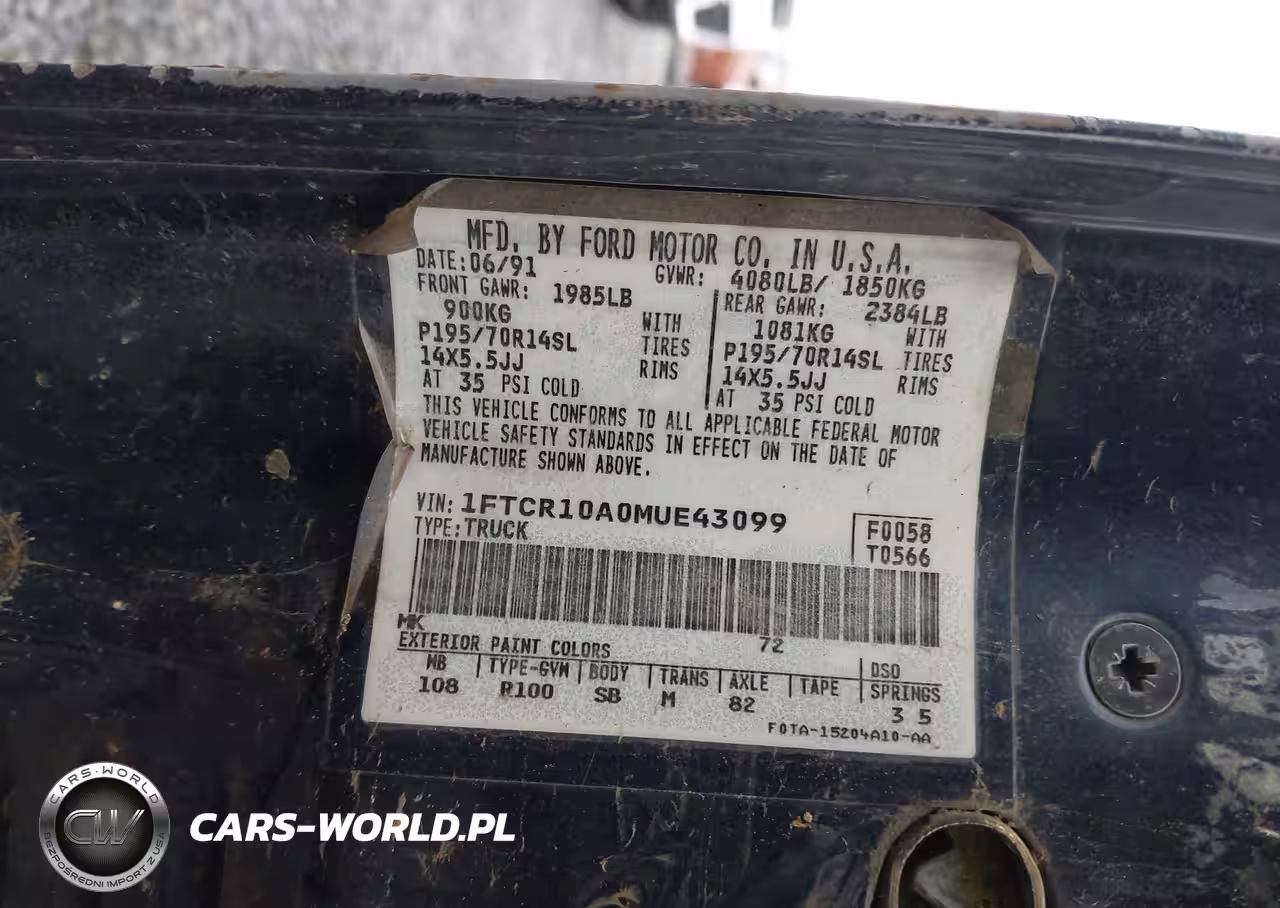 MFD. BY FORD MOTOR CO. IN U.S.A.
DATE: 06/91 GVWR: 4080LB/ 1850KG
FRONT GAWR: 1985LB REAR GAWR: 2384LB
900KG WITH 1081KG WITH
P195/70R14SL TIRES P195/70R14SL TIRES
14X5.5JJ RIMS 14X5.5JJ RIMS
AT 35 PSI COLD AT 35 PSI COLD
THIS VEHICLE CONFORMS TO ALL APPLICABLE FEDERAL MOTOR
VEHICLE SAFETY STANDARDS IN EFFECT ON THE DATE OF
MANUFACTURE SHOWN ABOVE.
VIN: 1FTCR10A0MUE43099 F0058
TYPE: TRUCK T0566
MK 72
EXTERIOR PAINT COLORS DSO
WB TYPE-GVM BODY TRANS AXLE TAPE SPRINGS
108 R100 SB M 82 3 5
F0TA-15204A10-AA
CARS-WORLD
CW
BEZPOŚREDNI IMPORT Z USA
CARS-WORLD.PL